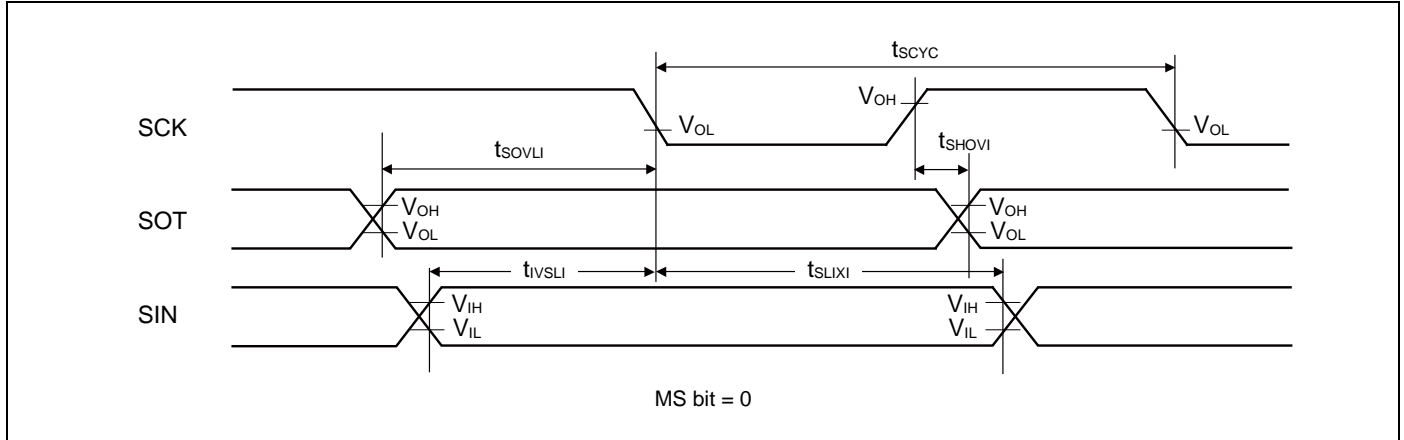 tSCYC
SCK
VOH
VOL
VOL
tSOVLI
tSHOVI
SOT
VOH
VOL
VOH
VOL
tIVSLI
tSLIXI
SIN
VIH
VIL
VIH
VIL
MS bit = 0